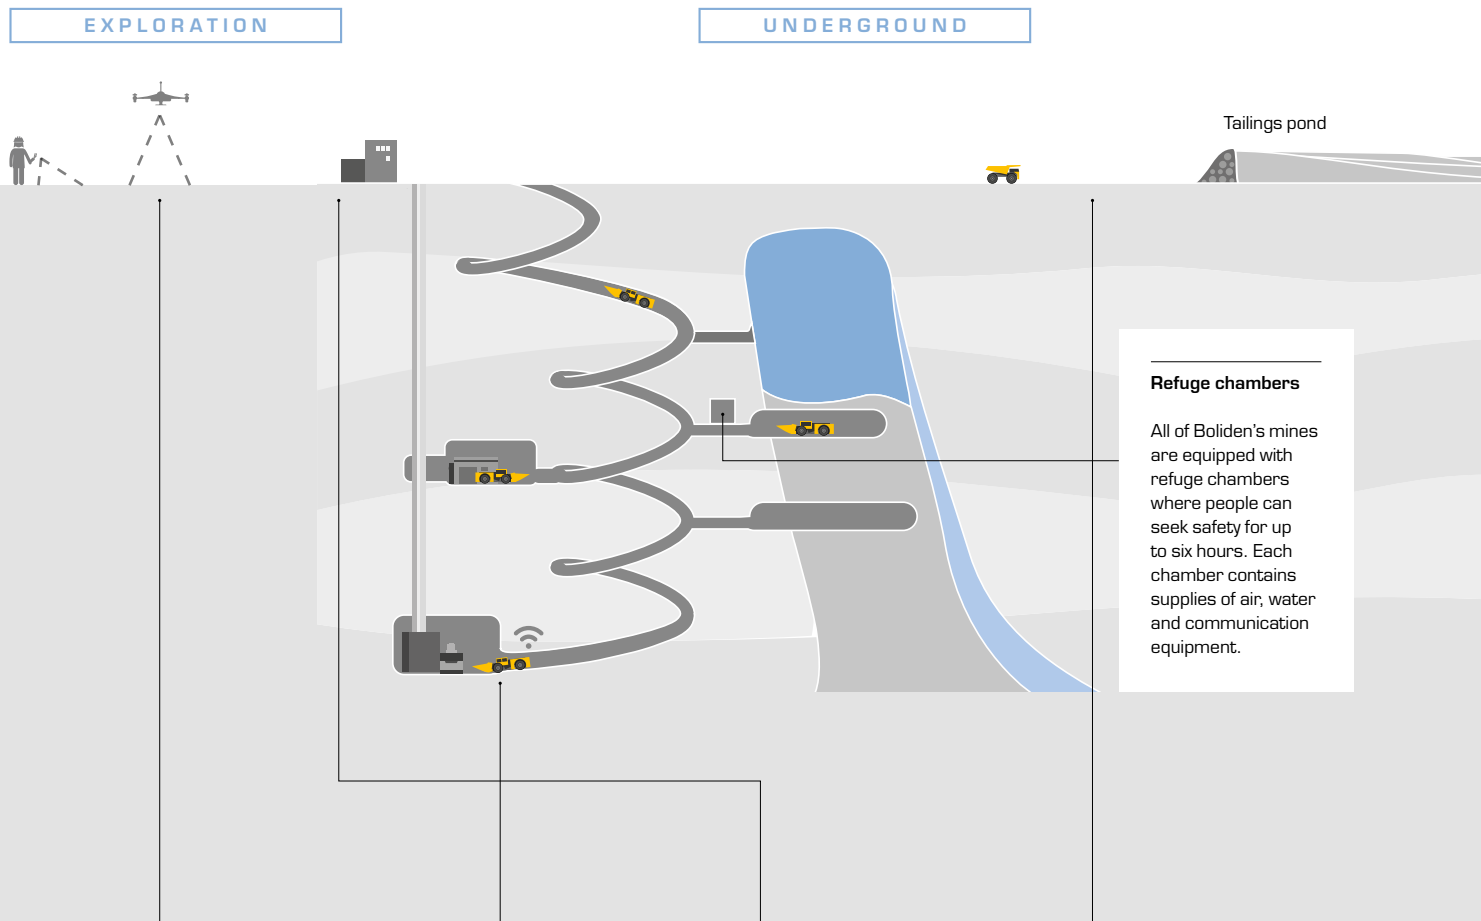 EXPLORATION
UNDERGROUND
Tailings pond
Refuge chambers
All of Boliden’s mines
are equipped with
refuge chambers
where people can
seek safety for up
to six hours. Each
chamber contains
supplies of air, water
and communication
equipment.